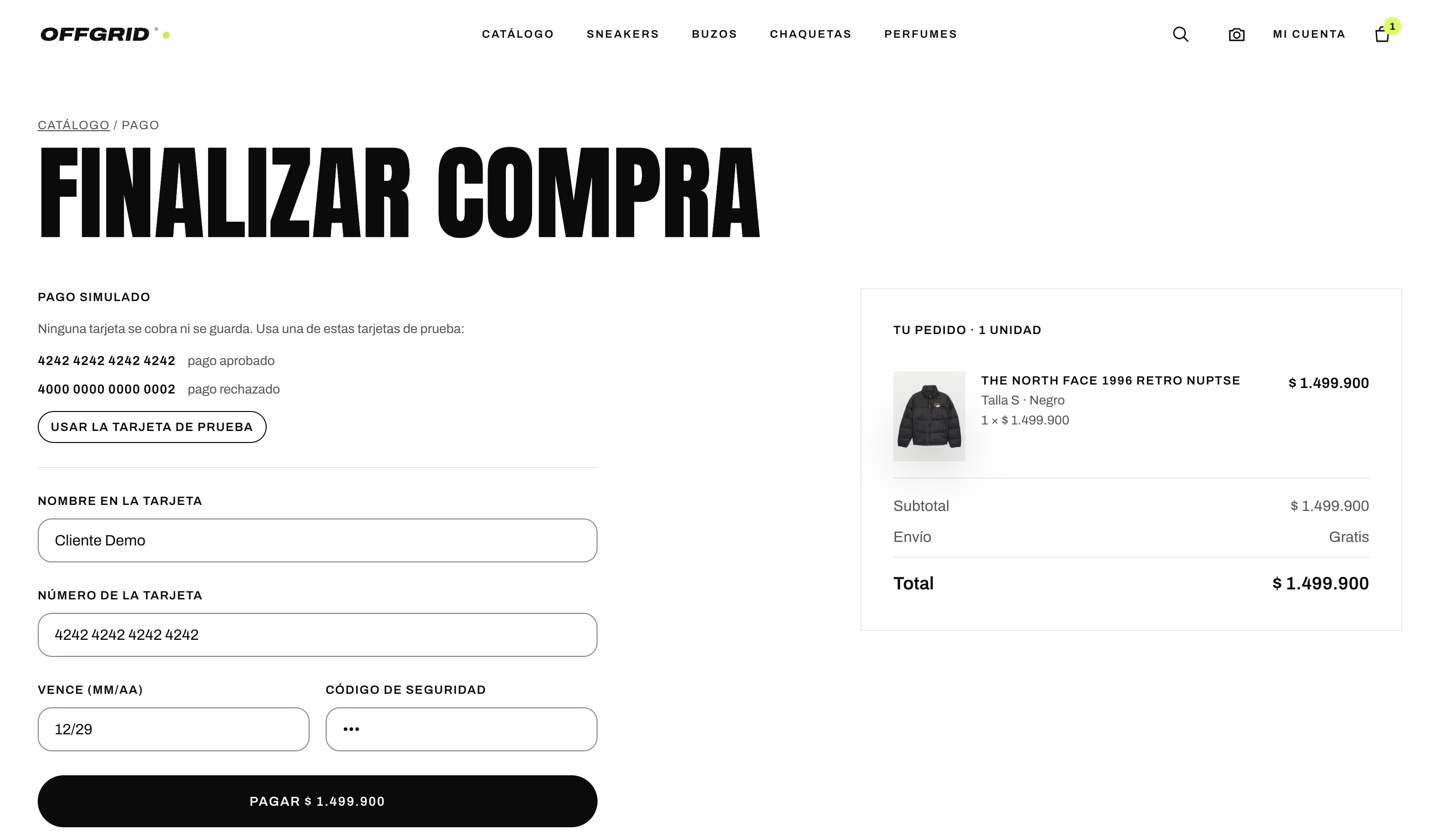 OFFGRID
CATÁLOGO SNEAKERS BUZOS CHAQUETAS PERFUMES
MI CUENTA 1
CATÁLOGO / PAGO
FINALIZAR COMPRA
PAGO SIMULADO
Ninguna tarjeta se cobra ni se guarda. Usa una de estas tarjetas de prueba:
4242 4242 4242 4242 pago aprobado
4000 0000 0000 0002 pago rechazado
USAR LA TARJETA DE PRUEBA
NOMBRE EN LA TARJETA
Cliente Demo
NÚMERO DE LA TARJETA
4242 4242 4242 4242
VENCE (MM/AA) CÓDIGO DE SEGURIDAD
12/29 •••
PAGAR $ 1.499.900
TU PEDIDO · 1 UNIDAD
THE NORTH FACE 1996 RETRO NUPTSE $ 1.499.900
Talla S · Negro
1 × $ 1.499.900
Subtotal $ 1.499.900
Envío Gratis
Total $ 1.499.900